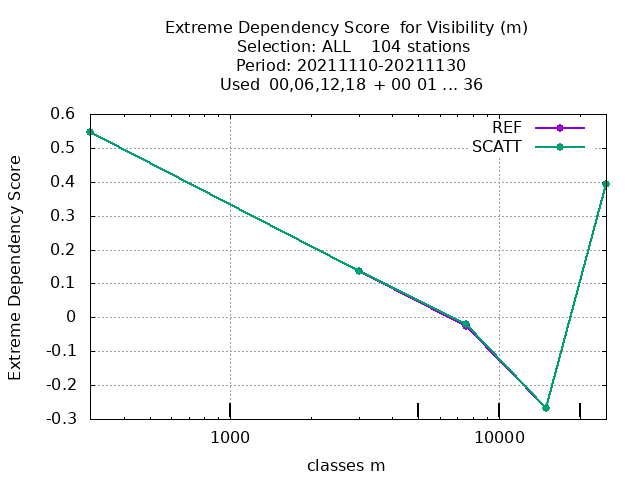 Extreme Dependency Score  for Visibility (m)
Selection: ALL    104 stations
Period: 20211110-20211130
Used  00,06,12,18  + 00 01 ... 36
REF
SCATT
0.6
0.5
0.4
0.3
0.2
0.1
0
-0.1
-0.2
-0.3
Extreme Dependency Score
1000
10000
classes m